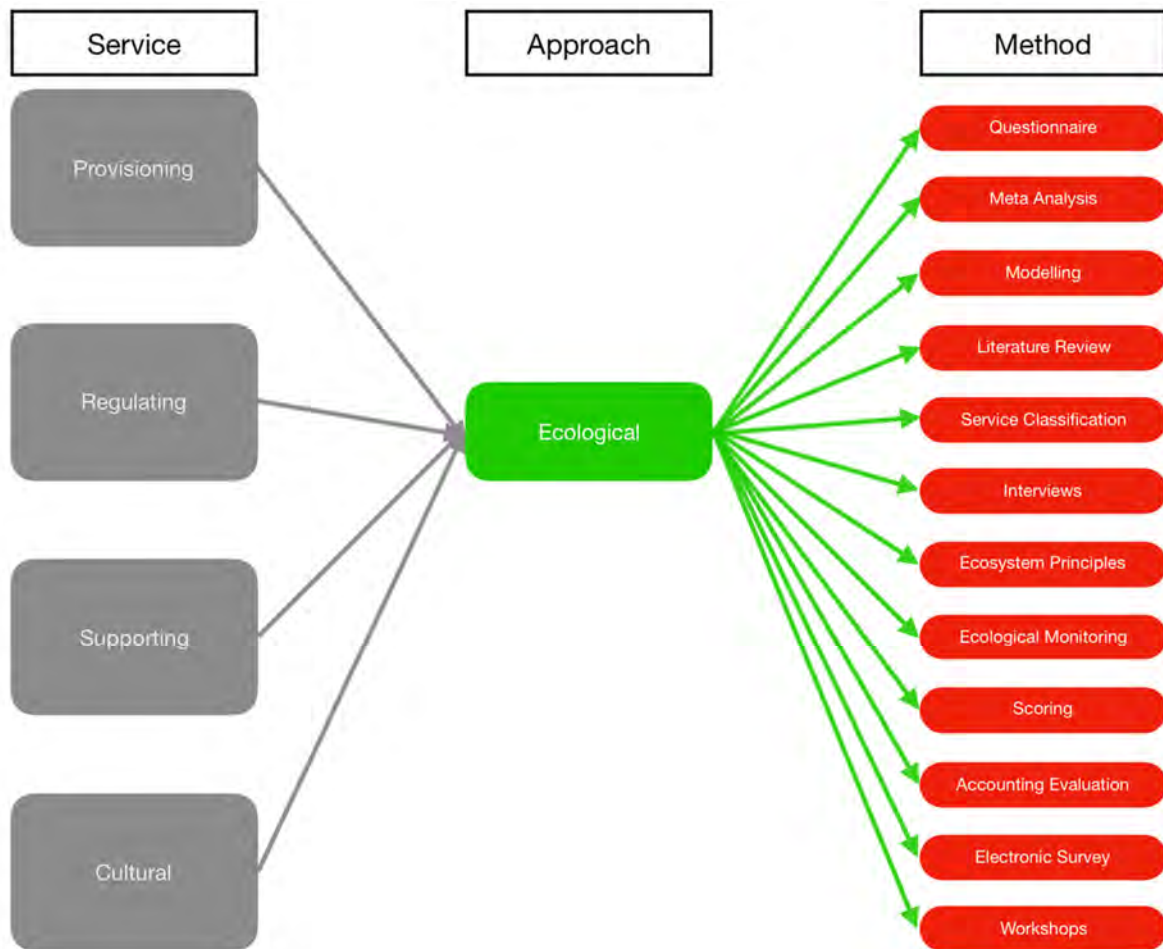 Service
Approach
Method
Provisioning
Regulating
Supporting
Cultural
Ecological
Questionnaire
Meta Analysis
Modelling
Literature Review
Service Classification
Interviews
Ecosystem Principles
Ecological Monitoring
Scoring
Accounting Evaluation
Electronic Survey
Workshops